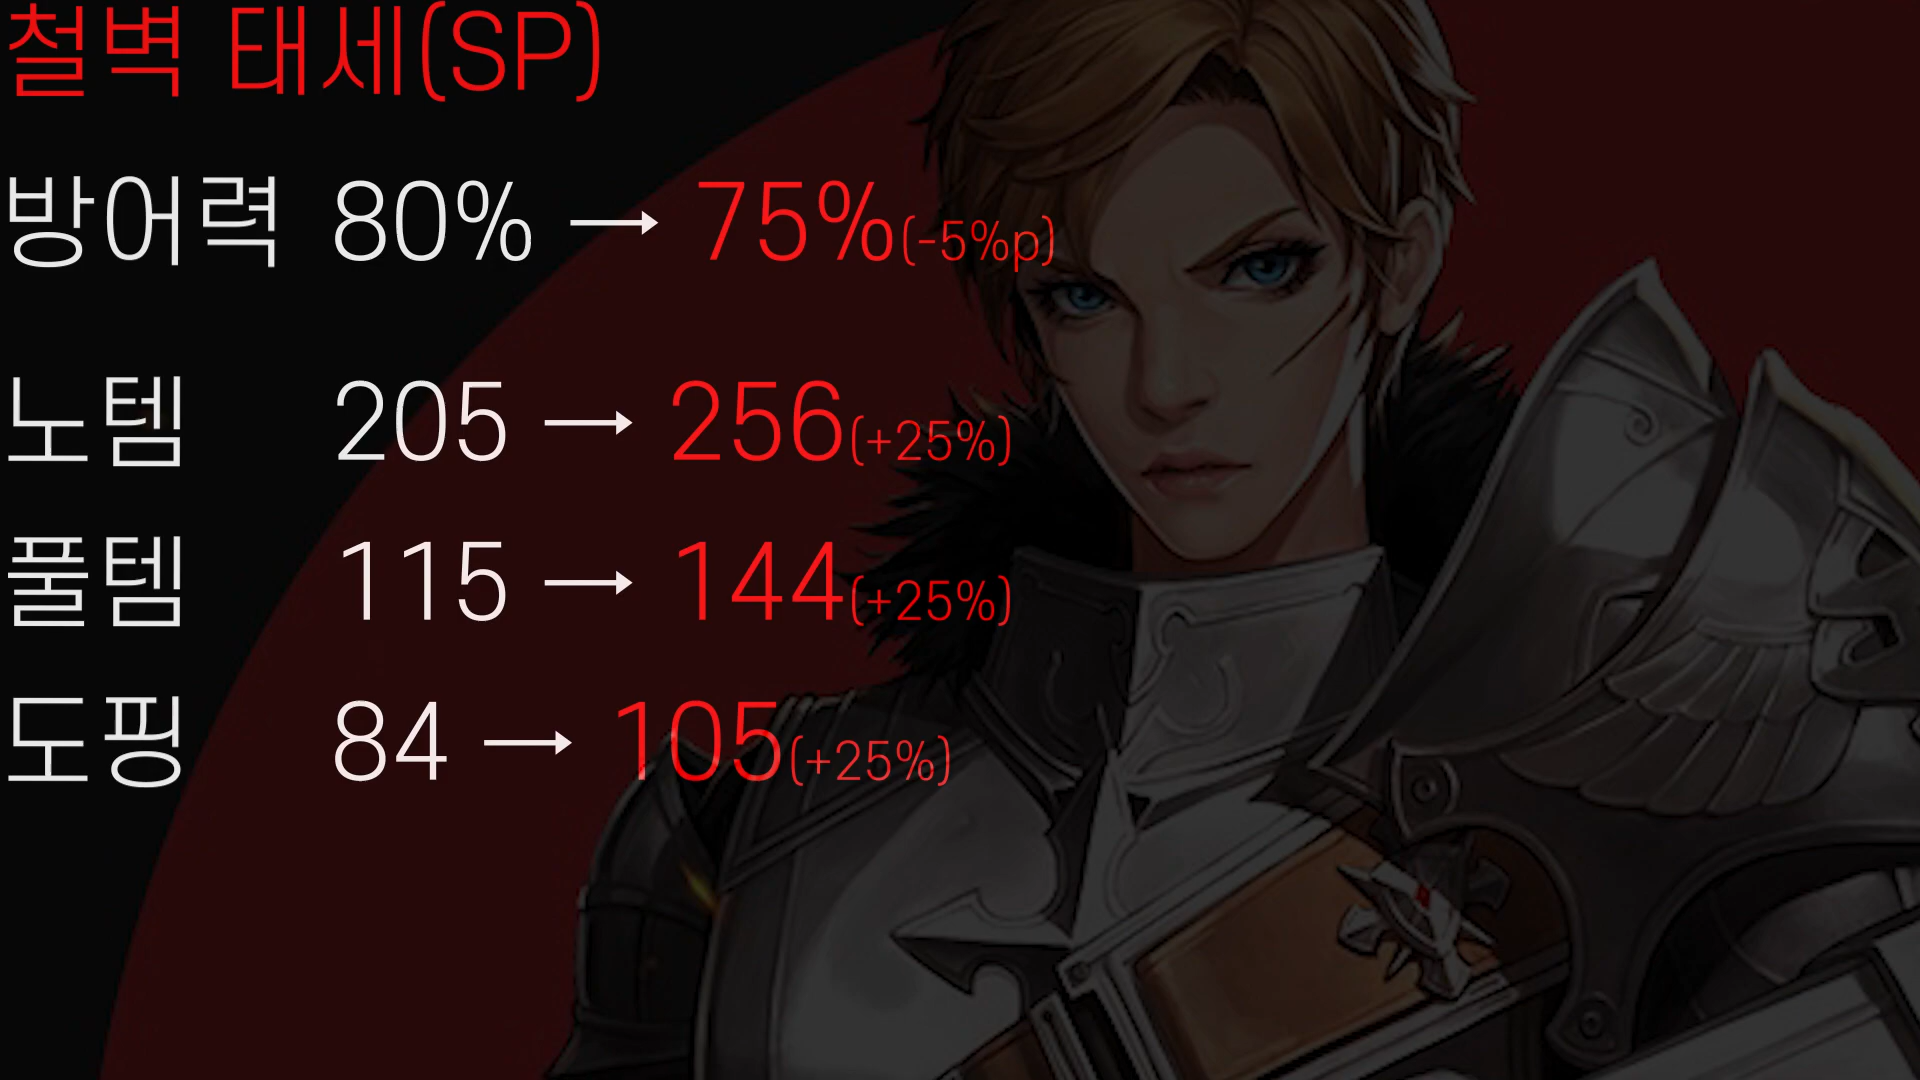 철벽 태세(SP)
방어력 80% → 75%(-5%p)
노템 205 → 256(+25%)
풀템 115 → 144(+25%)
도핑 84 → 105(+25%)